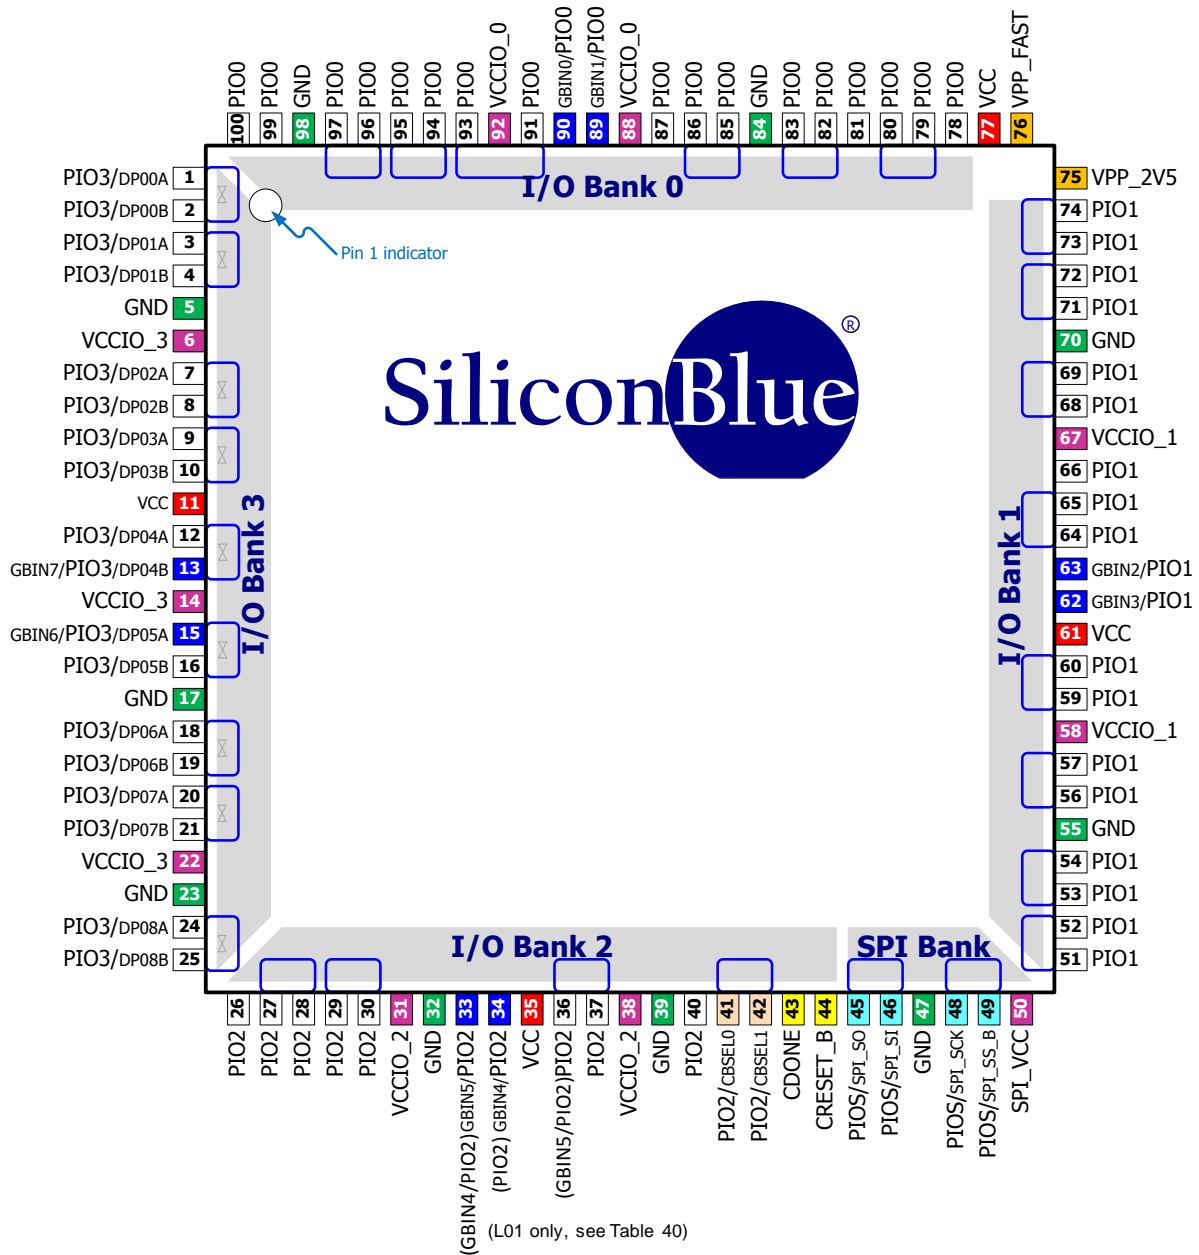 100 PIO0
99 PIO0
98 GND
97 PIO0
96 PIO0
95 PIO0
94 PIO0
93 PIO0
92 VCCIO_0
91 PIO0
90 GBIN0/PIO0
89 GBIN1/PIO0
88 VCCIO_0
87 PIO0
86 PIO0
85 PIO0
84 GND
83 PIO0
82 PIO0
81 PIO0
80 PIO0
79 PIO0
78 PIO0
77 VCC
76 VPP_FAST
I/O Bank 0
PIO3/DP00A 1
PIO3/DP00B 2
PIO3/DP01A 3
PIO3/DP01B 4
GND 5
VCCIO_3 6
PIO3/DP02A 7
PIO3/DP02B 8
PIO3/DP03A 9
PIO3/DP03B 10
VCC 11
PIO3/DP04A 12
GBIN7/PIO3/DP04B 13
VCCIO_3 14
GBIN6/PIO3/DP05A 15
PIO3/DP05B 16
GND 17
PIO3/DP06A 18
PIO3/DP06B 19
PIO3/DP07A 20
PIO3/DP07B 21
VCCIO_3 22
GND 23
PIO3/DP08A 24
PIO3/DP08B 25
I/O Bank 3
Pin 1 indicator
SiliconBlue®
I/O Bank 1
75 VPP_2V5
74 PIO1
73 PIO1
72 PIO1
71 PIO1
70 GND
69 PIO1
68 PIO1
67 VCCIO_1
66 PIO1
65 PIO1
64 PIO1
63 GBIN2/PIO1
62 GBIN3/PIO1
61 VCC
60 PIO1
59 PIO1
58 VCCIO_1
57 PIO1
56 PIO1
55 GND
54 PIO1
53 PIO1
52 PIO1
51 PIO1
I/O Bank 2
SPI Bank
26 PIO2
27 PIO2
28 PIO2
29 PIO2
30 PIO2
31 VCCIO_2
32 GND
33 (GBIN4/PIO2)GBIN5/PIO2
34 (PIO2) GBIN4/PIO2
35 VCC
36 (GBIN5/PIO2)PIO2
37 PIO2
38 VCCIO_2
39 GND
40 PIO2
41 PIO2/CBSEL0
42 PIO2/CBSEL1
43 CDONE
44 CRESET_B
45 PIOS/SPI_SO
46 PIOS/SPI_SI
47 GND
48 PIOS/SPI_SCK
49 PIOS/SPI_SS_B
50 SPI_VCC
(L01 only, see Table 40)